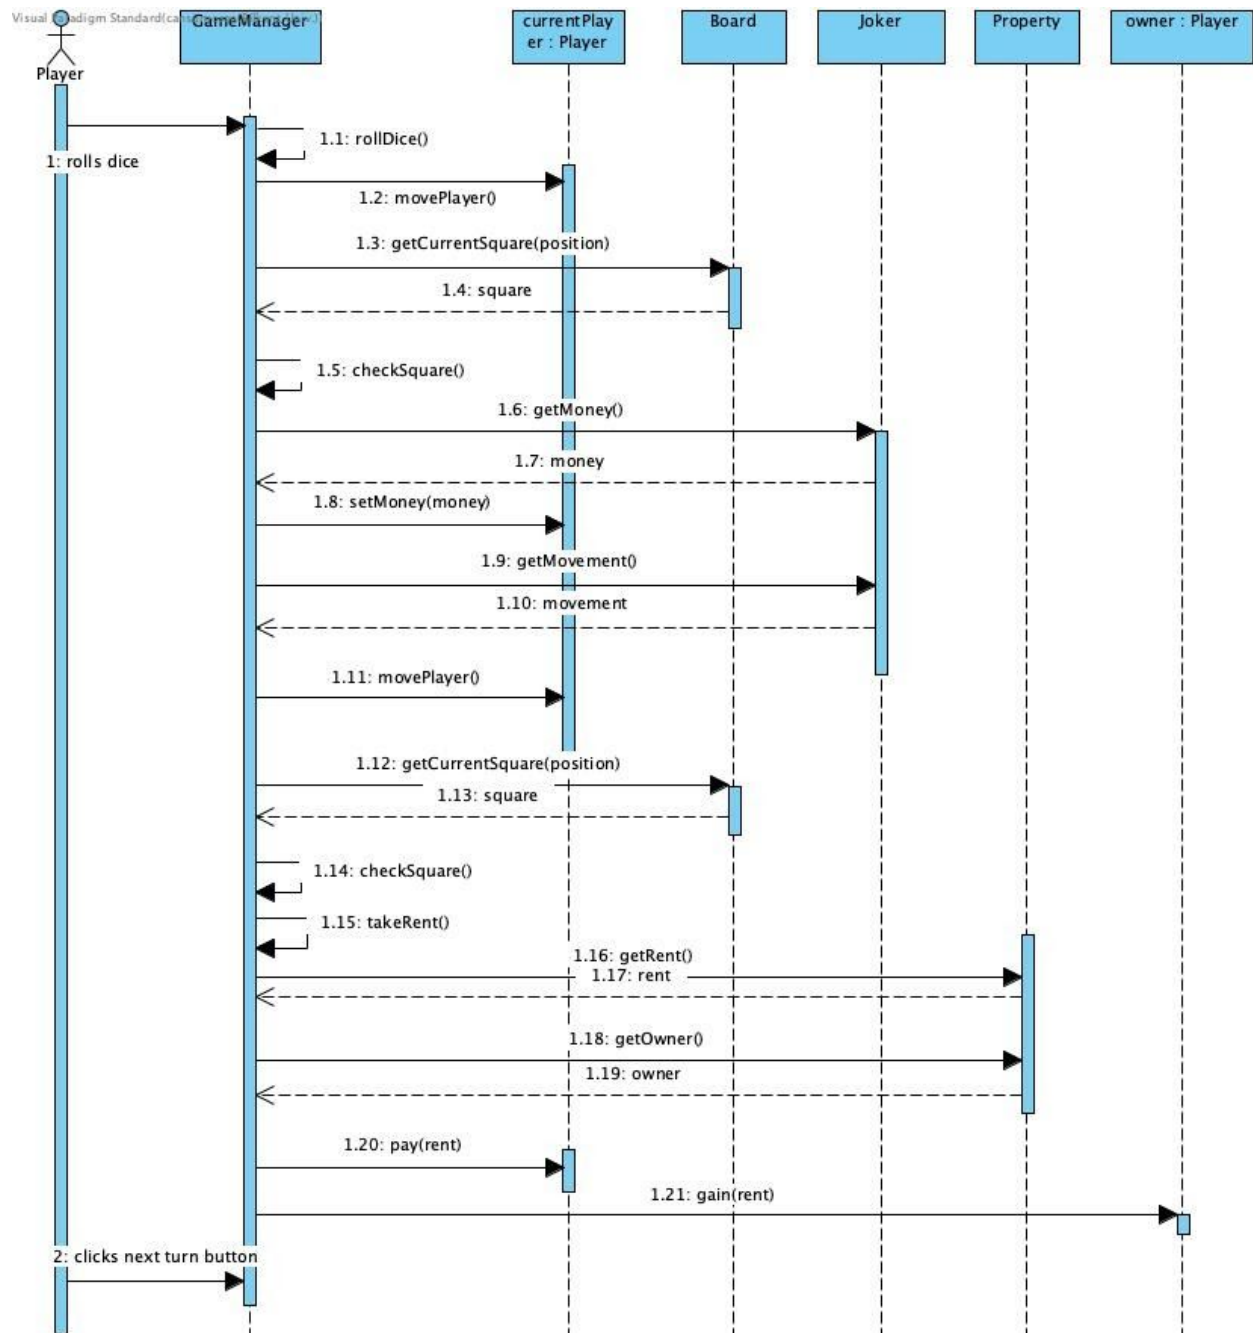 Visual Paradigm Standard
GameManager
currentPlay
er : Player
Board
Joker
Property
owner : Player
Player
1: rolls dice
1.1: rollDice()
1.2: movePlayer()
1.3: getCurrentSquare(position)
1.4: square
1.5: checkSquare()
1.6: getMoney()
1.7: money
1.8: setMoney(money)
1.9: getMovement()
1.10: movement
1.11: movePlayer()
1.12: getCurrentSquare(position)
1.13: square
1.14: checkSquare()
1.15: takeRent()
1.16: getRent()
1.17: rent
1.18: getOwner()
1.19: owner
1.20: pay(rent)
1.21: gain(rent)
2: clicks next turn button